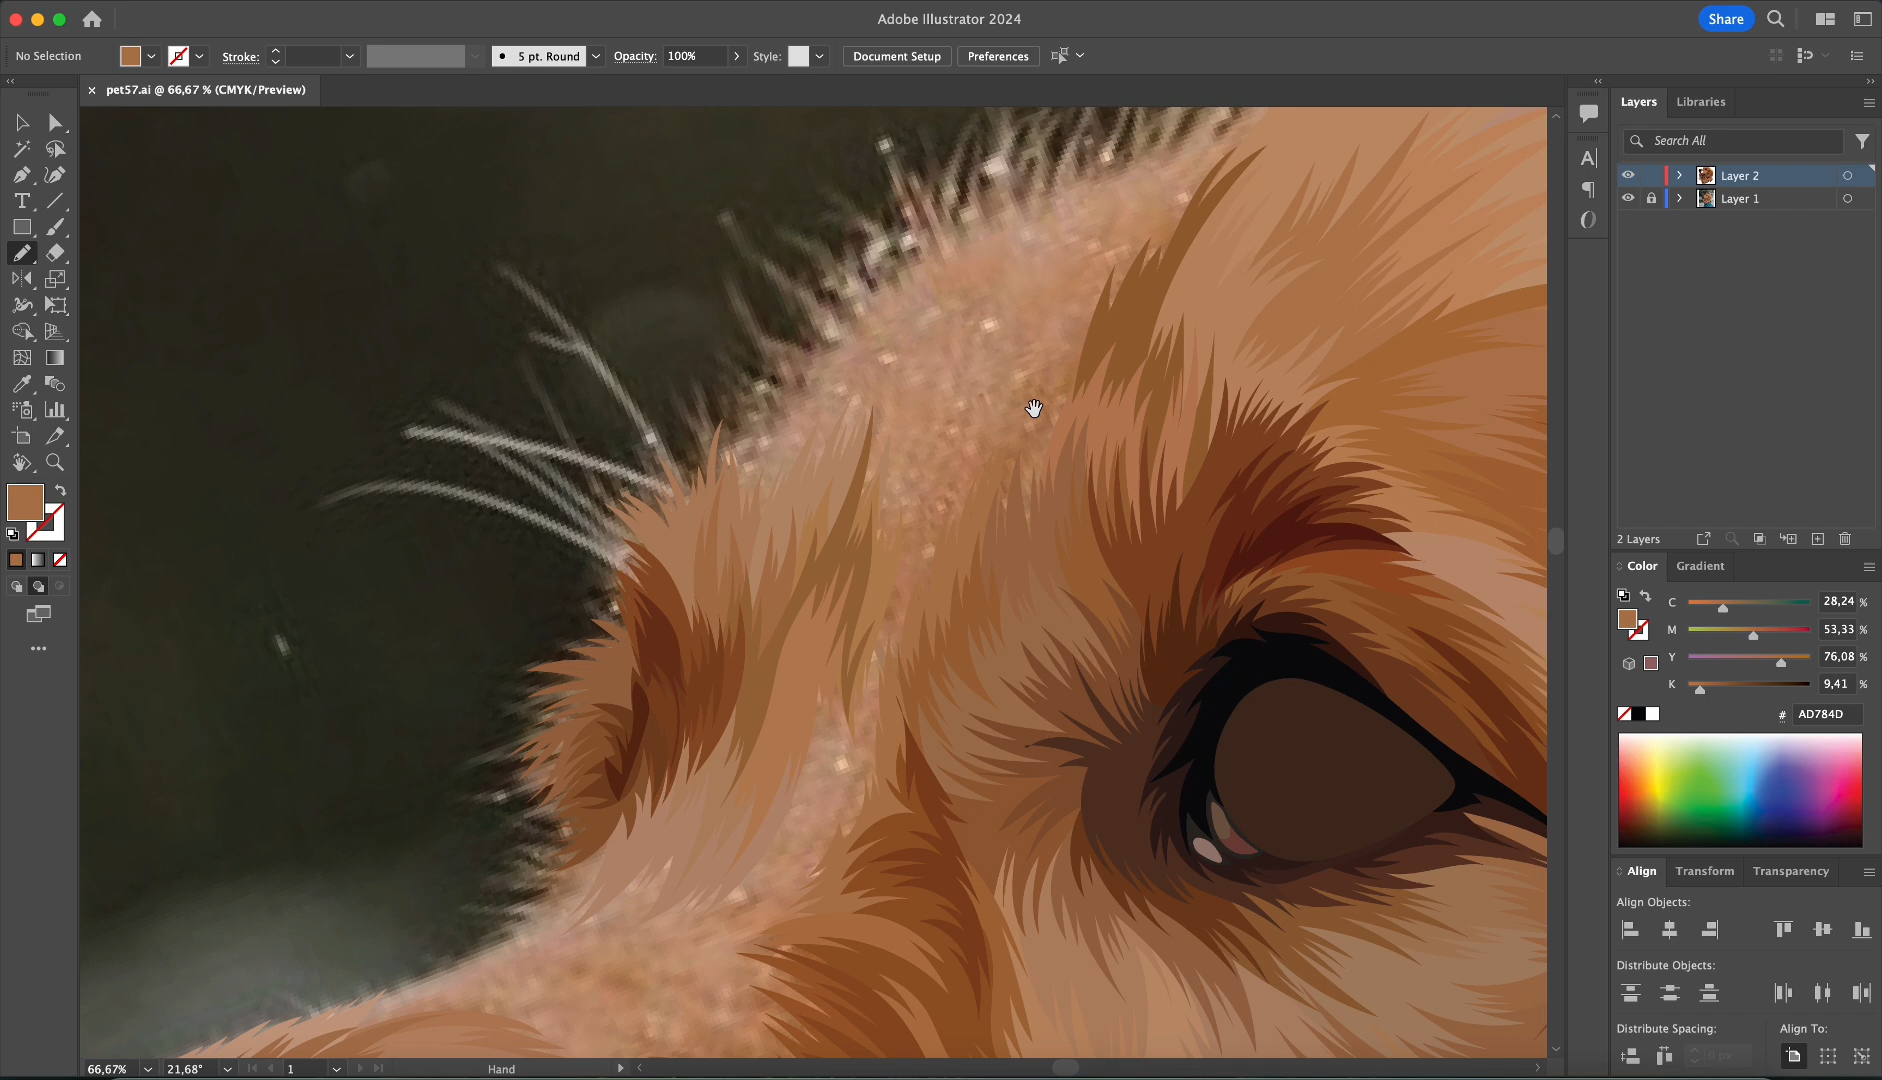 Adobe Illustrator 2024
Share
No Selection
Stroke:
5 pt. Round
Opacity: 100%
Style:
Document Setup
Preferences
× pet57.ai @ 66,67 % (CMYK/Preview)
Layers Libraries
Search All
Layer 2
Layer 1
2 Layers
Color Gradient
C 28,24 %
M 53,33 %
Y 76,08 %
K 9,41 %
# AD784D
Align Transform Transparency
Align Objects:
Distribute Objects:
Distribute Spacing: Align To:
0 px
66,67% 21,68° 1 Hand